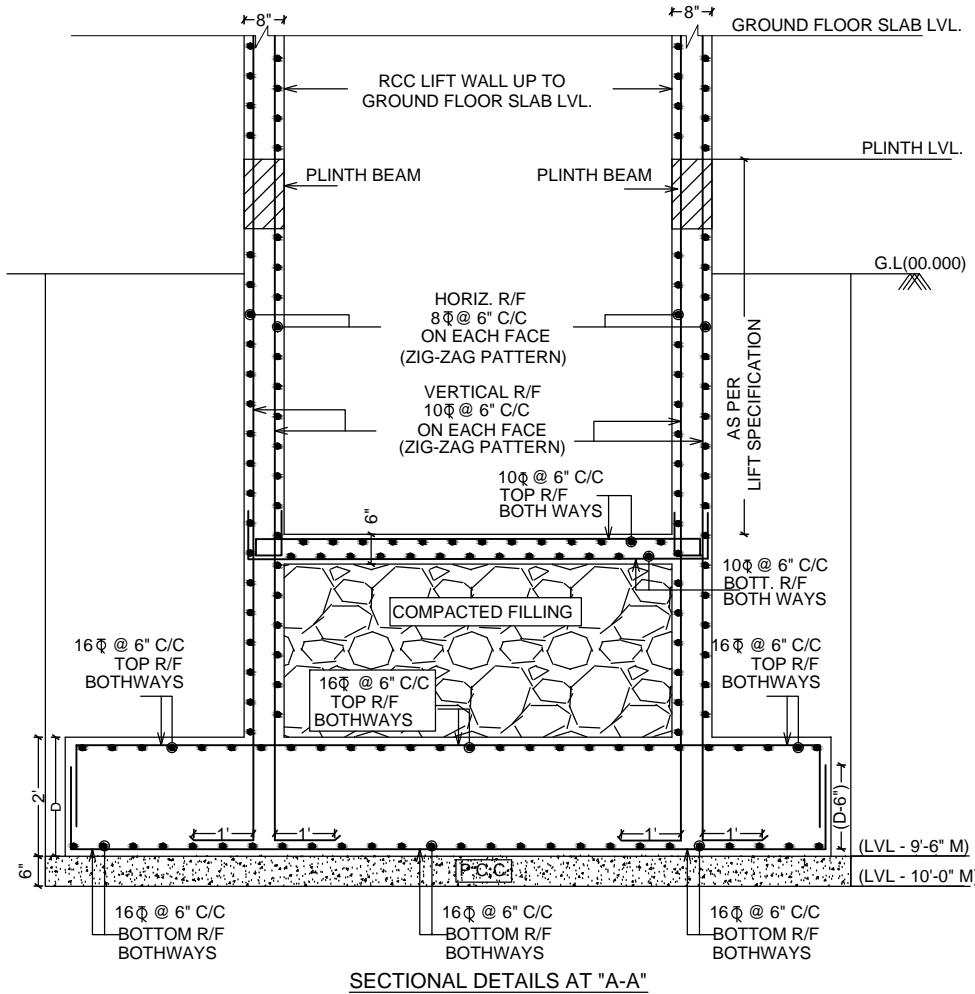 8"
8"
GROUND FLOOR SLAB LVL.
RCC LIFT WALL UP TO
GROUND FLOOR SLAB LVL.
PLINTH LVL.
PLINTH BEAM
PLINTH BEAM
G.L(00.000)
HORIZ. R/F
8Φ@ 6" C/C
ON EACH FACE
(ZIG-ZAG PATTERN)
AS PER
LIFT SPECIFICATION
VERTICAL R/F
10Φ@ 6" C/C
ON EACH FACE
(ZIG-ZAG PATTERN)
10Φ @ 6" C/C
TOP R/F
BOTH WAYS
6"
10Φ @ 6" C/C
BOTT. R/F
BOTH WAYS
COMPACTED FILLING
16Φ @ 6" C/C
TOP R/F
BOTHWAYS
16Φ @ 6" C/C
TOP R/F
BOTHWAYS
16Φ @ 6" C/C
TOP R/F
BOTHWAYS
2'
D
(D-6")
1'
1'
1'
1'
6"
(LVL - 9'-6" M)
P.C.C.
(LVL - 10'-0" M)
16Φ @ 6" C/C
BOTTOM R/F
BOTHWAYS
16Φ @ 6" C/C
BOTTOM R/F
BOTHWAYS
16Φ @ 6" C/C
BOTTOM R/F
BOTHWAYS
SECTIONAL DETAILS AT "A-A"